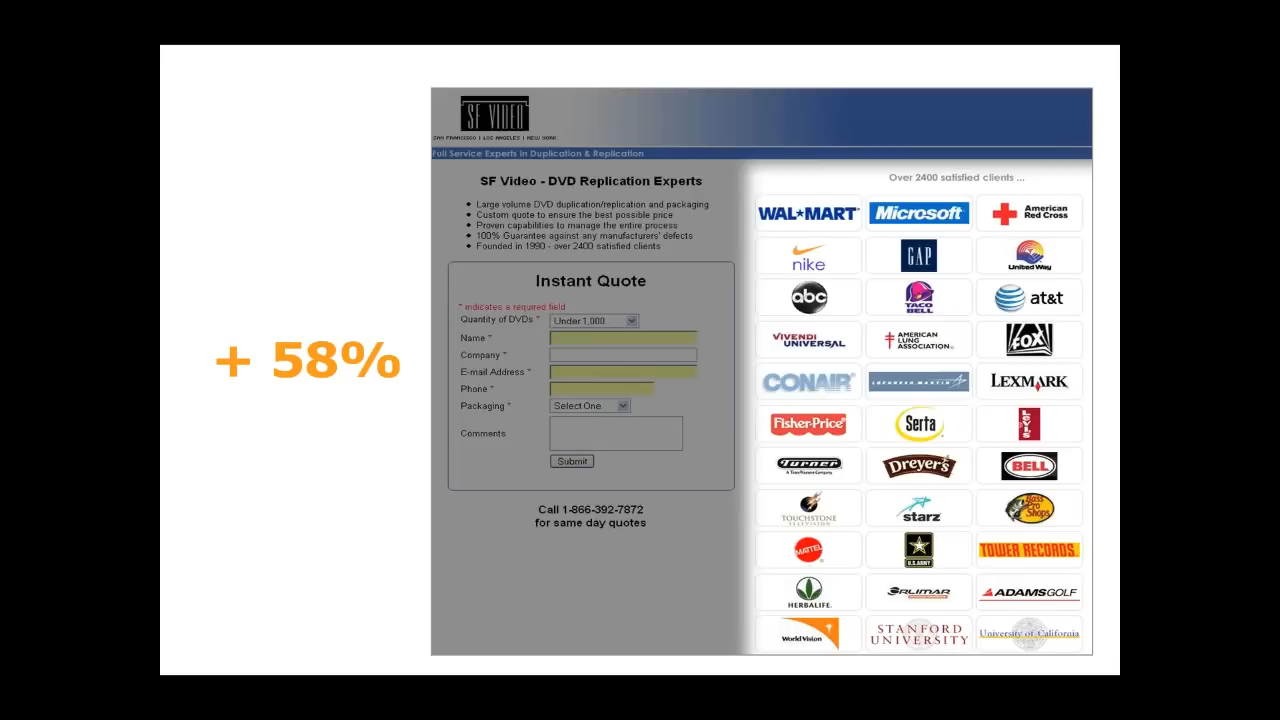 + 58%
SF VIDEO
SAN FRANCISCO | LOS ANGELES | NEW YORK
Full Service Experts in Duplication & Replication
SF Video - DVD Replication Experts
Large volume DVD duplication/replication and packaging
Custom quote to ensure the best possible price
Proven capabilities to manage the entire process
100% Guarantee against any manufacturers' defects
Founded in 1990 - over 2400 satisfied clients
Instant Quote
* indicates a required field
Quantity of DVDs * Under 1,000
Name *
Company *
E-mail Address *
Phone *
Packaging * Select One
Comments
Submit
Call 1-866-392-7872
for same day quotes
Over 2400 satisfied clients ...
WAL★MART Microsoft American
Red Cross
nike GAP United Way
abc TACO
BELL at&t
VIVENDI
UNIVERSAL AMERICAN
LUNG
ASSOCIATION® FOX
CONAIR LOCKHEED MARTIN LEXMARK
Fisher-Price Serta LEVI'S
Turner
A Time Warner Company Dreyer's BELL
TOUCHSTONE
TELEVISION starz Bass
Pro
Shops
MATTEL U.S. ARMY TOWER RECORDS
HERBALIFE. ADAMSGOLF
World Vision STANFORD
UNIVERSITY University of California